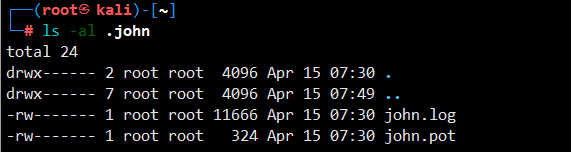 ┌──(root㉿kali)-[~]
└─# ls -al .john
total 24
drwx------ 2 root root  4096 Apr 15 07:30 .
drwx------ 7 root root  4096 Apr 15 07:49 ..
-rw------- 1 root root 11666 Apr 15 07:30 john.log
-rw------- 1 root root   324 Apr 15 07:30 john.pot